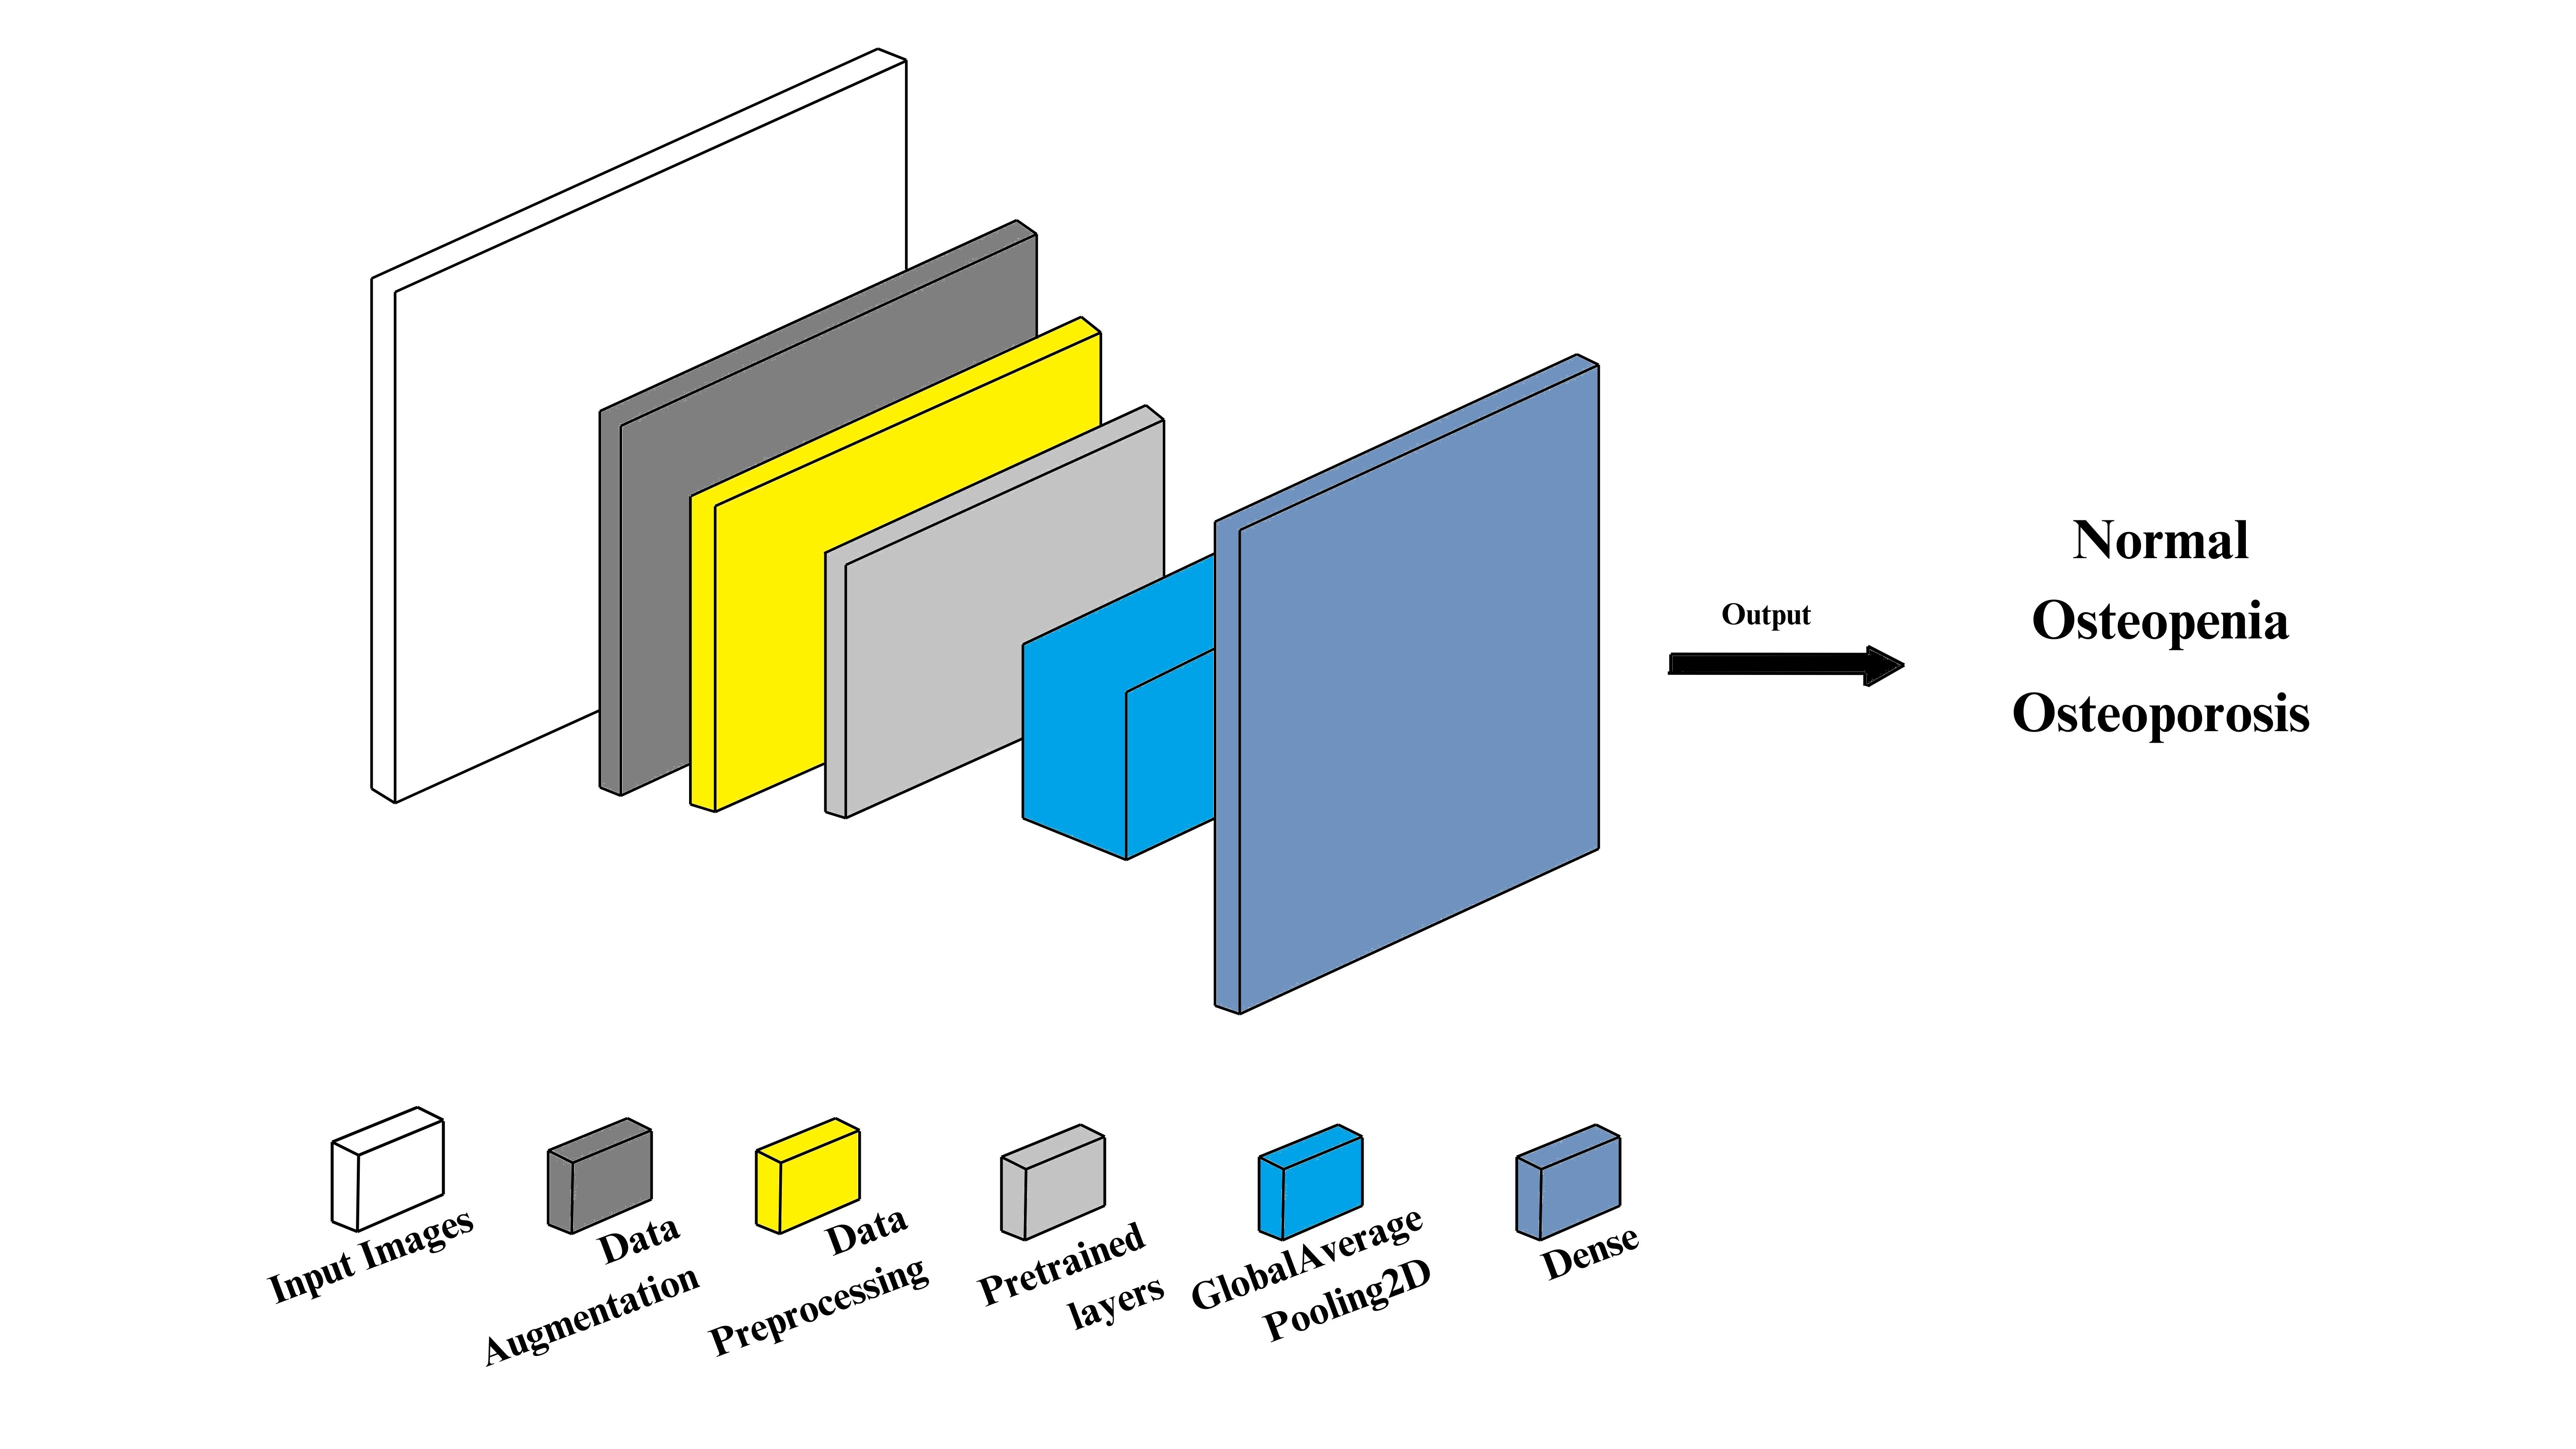 Output
Normal
Osteopenia
Osteoporosis
Input Images
Data
Augmentation
Data
Preprocessing
Pretrained
layers
GlobalAverage
Pooling2D
Dense